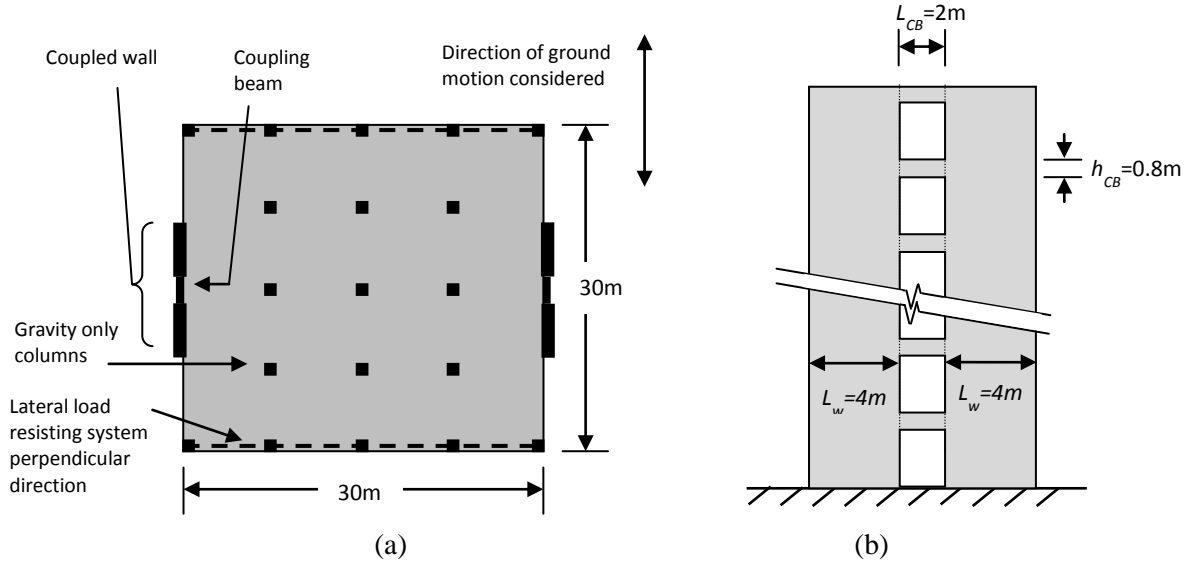 Coupled wall
Coupling
beam
Direction of ground
motion considered
Gravity only
columns
Lateral load
resisting system
perpendicular
direction
30m
30m
(a)
L_CB=2m
h_CB=0.8m
L_w=4m
L_w=4m
(b)